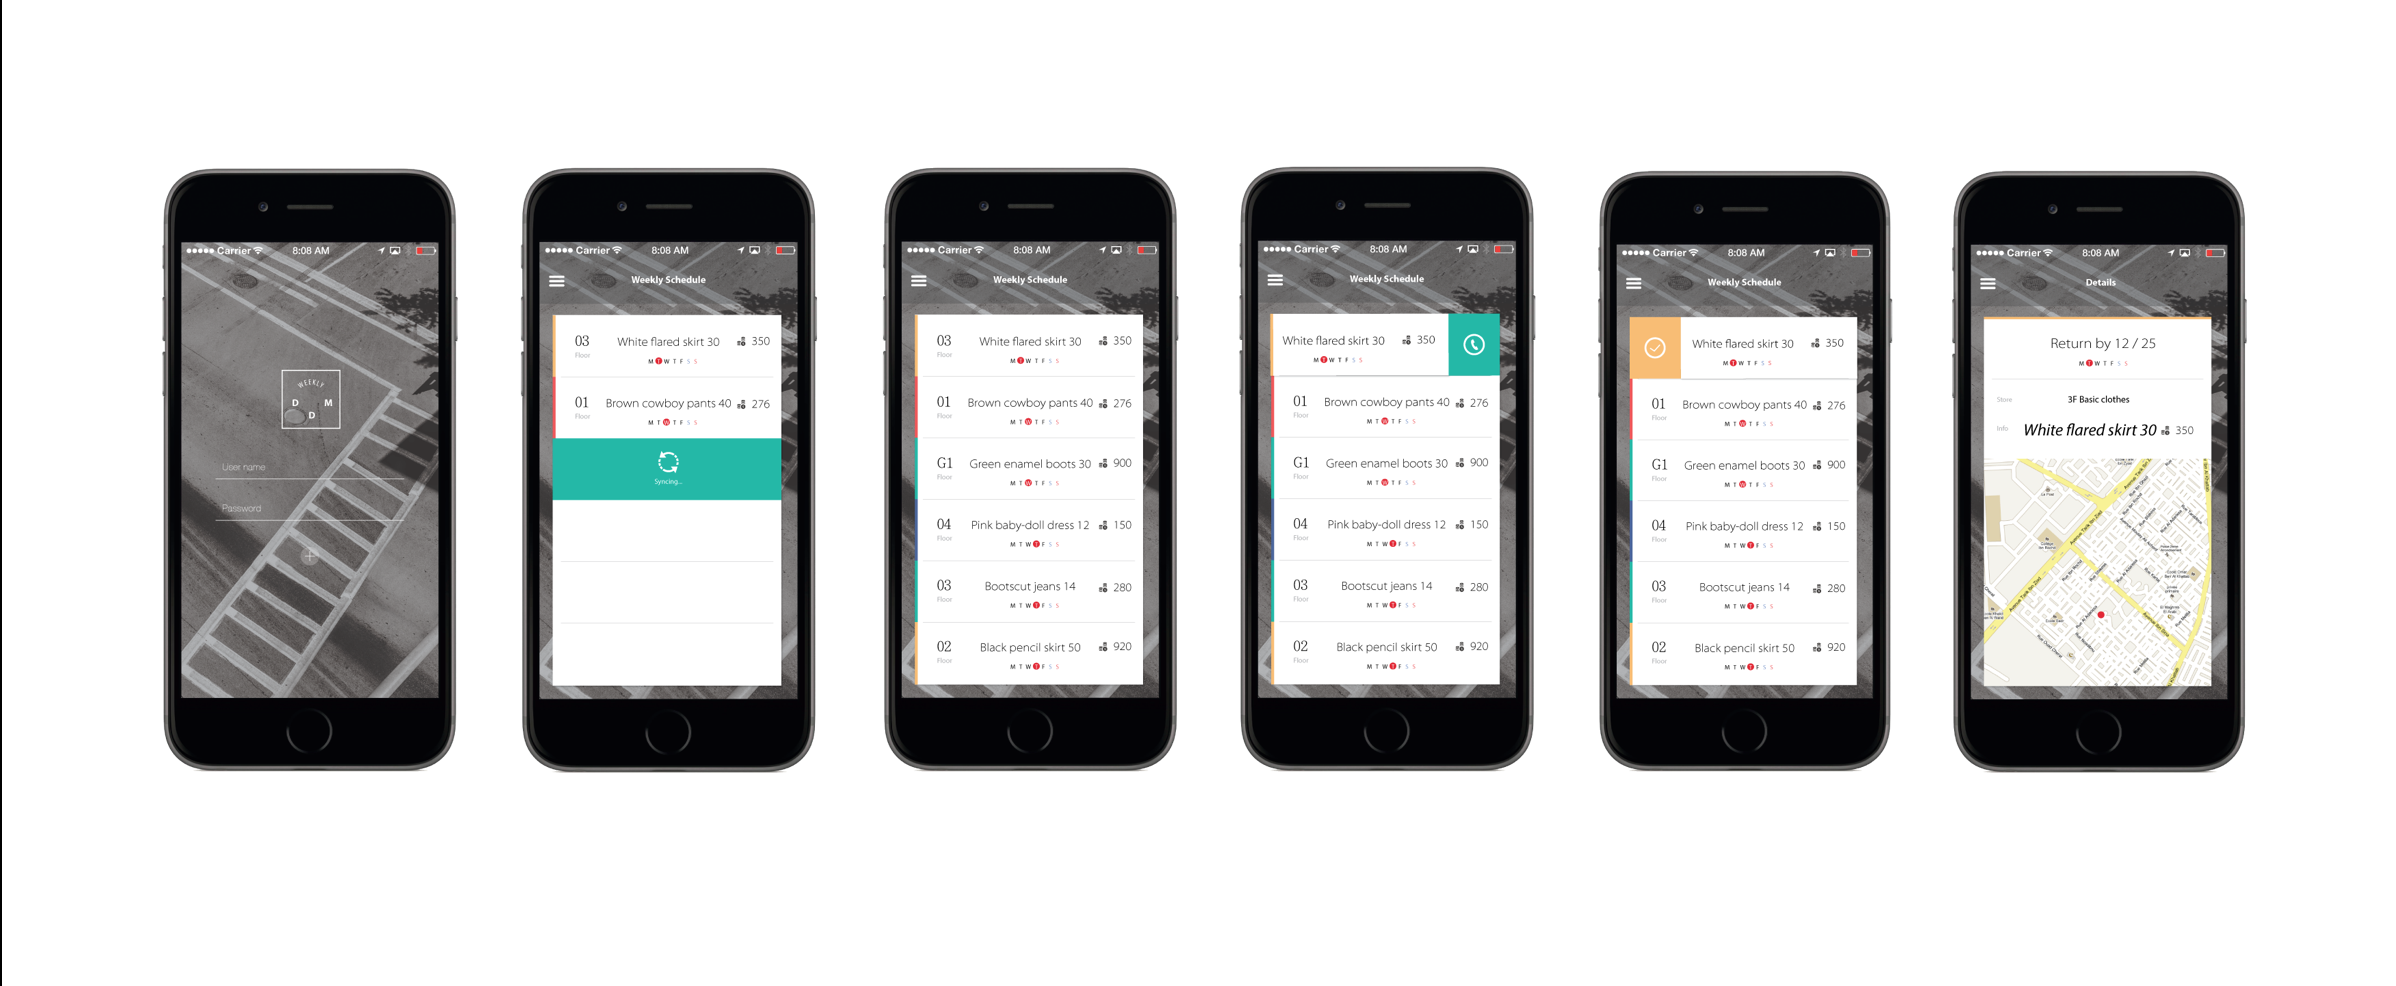 Carrier 8:08 AM
WEEKLY
D M
D
User name
Password
Carrier 8:08 AM
Weekly Schedule
03 White flared skirt 30 350
Floor M T W T F S S
01 Brown cowboy pants 40 276
Floor M T W T F S S
Syncing...
Carrier 8:08 AM
Weekly Schedule
03 White flared skirt 30 350
Floor M T W T F S S
01 Brown cowboy pants 40 276
Floor M T W T F S S
G1 Green enamel boots 30 900
Floor M T W T F S S
04 Pink baby-doll dress 12 150
Floor M T W T F S S
03 Bootscut jeans 14 280
Floor M T W T F S S
02 Black pencil skirt 50 920
Floor M T W T F S S
Carrier 8:08 AM
Weekly Schedule
White flared skirt 30 350
M T W T F S S
01 Brown cowboy pants 40 276
Floor M T W T F S S
G1 Green enamel boots 30 900
Floor M T W T F S S
04 Pink baby-doll dress 12 150
Floor M T W T F S S
03 Bootscut jeans 14 280
Floor M T W T F S S
02 Black pencil skirt 50 920
Floor M T W T F S S
Carrier 8:08 AM
Weekly Schedule
White flared skirt 30 350
M T W T F S S
01 Brown cowboy pants 40 276
Floor M T W T F S S
G1 Green enamel boots 30 900
Floor M T W T F S S
04 Pink baby-doll dress 12 150
Floor M T W T F S S
03 Bootscut jeans 14 280
Floor M T W T F S S
02 Black pencil skirt 50 920
Floor M T W T F S S
Carrier 8:08 AM
Details
Return by 12 / 25
M T W T F S S
Store 3F Basic clothes
Info White flared skirt 30 350